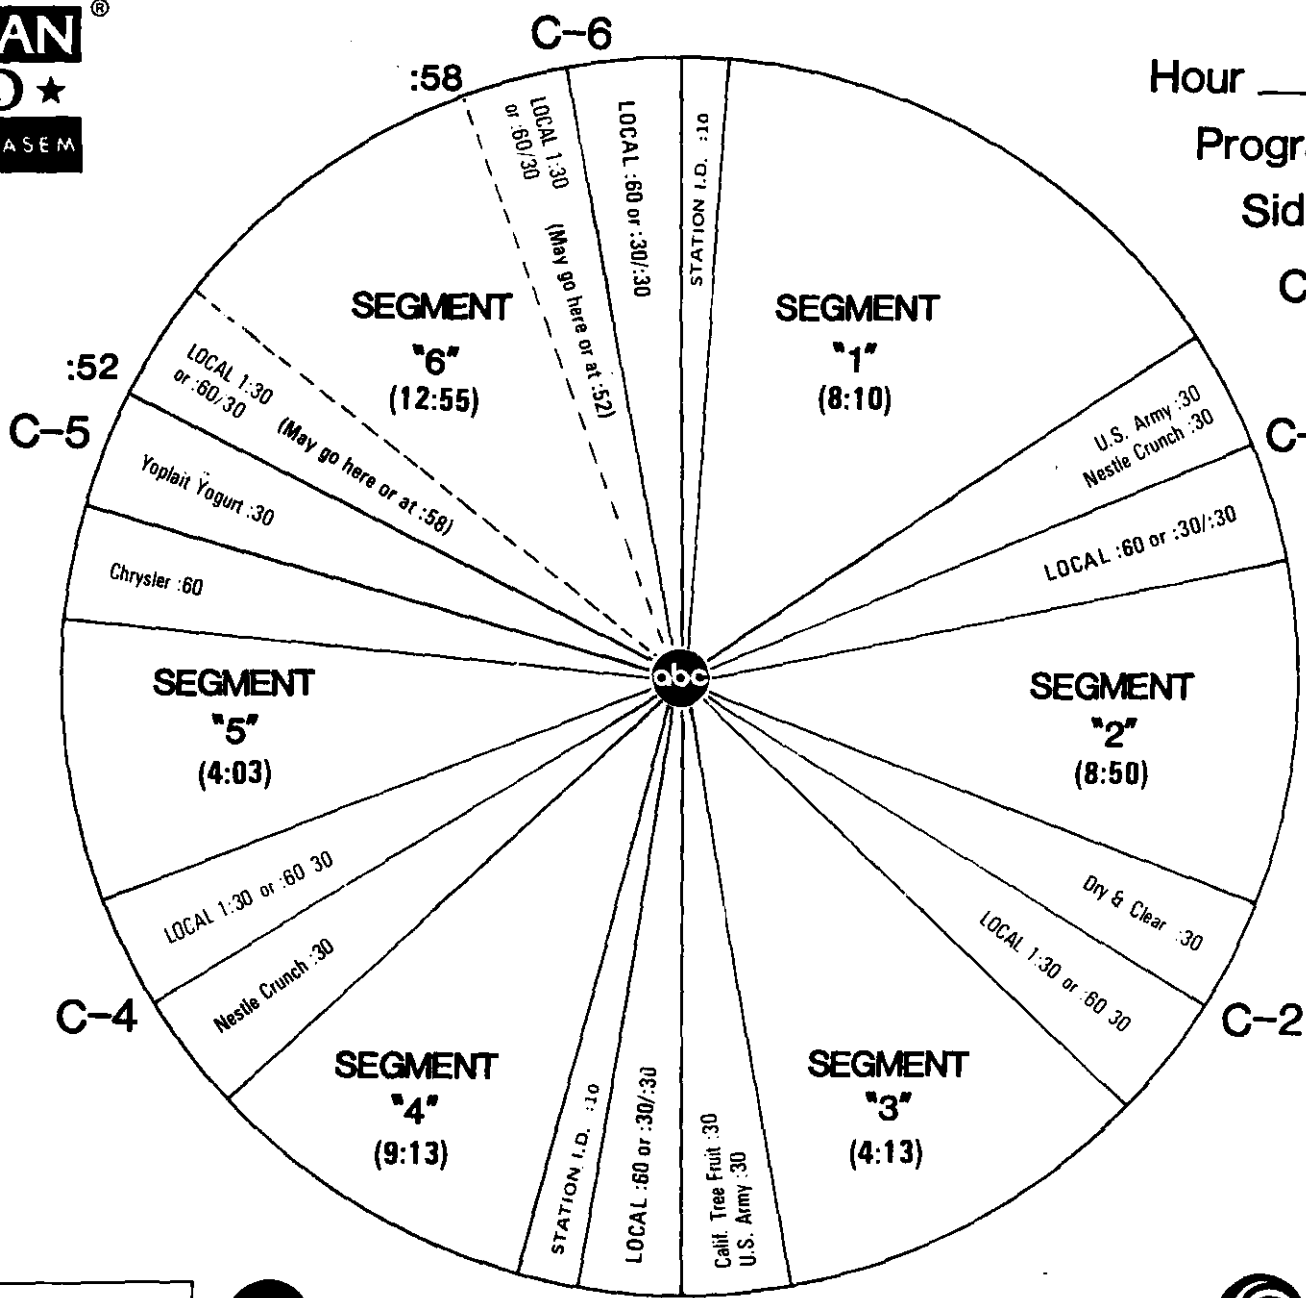 AN ®
ASEM
C-6
:58
Hour
Progr
Sid
C
LOCAL 1:30
or :60/30
(May go here or at :52)
LOCAL :60 or :30/:30
STATION I.D. :10
SEGMENT
"1"
(8:10)
U.S. Army :30
Nestle Crunch :30
C-
LOCAL :60 or :30/:30
SEGMENT
"2"
(8:50)
Dry & Clear :30
LOCAL 1:30 or :60 30
C-2
SEGMENT
"3"
(4:13)
Calif. Tree Fruit :30
U.S. Army :30
LOCAL :60 or :30/:30
STATION I.D. :10
SEGMENT
"4"
(9:13)
Nestle Crunch :30
C-4
LOCAL 1:30 or :60 30
SEGMENT
"5"
(4:03)
Chrysler :60
Yoplait Yogurt :30
C-5
:52
LOCAL 1:30
or :60/30
(May go here or at :58)
SEGMENT
"6"
(12:55)
abc